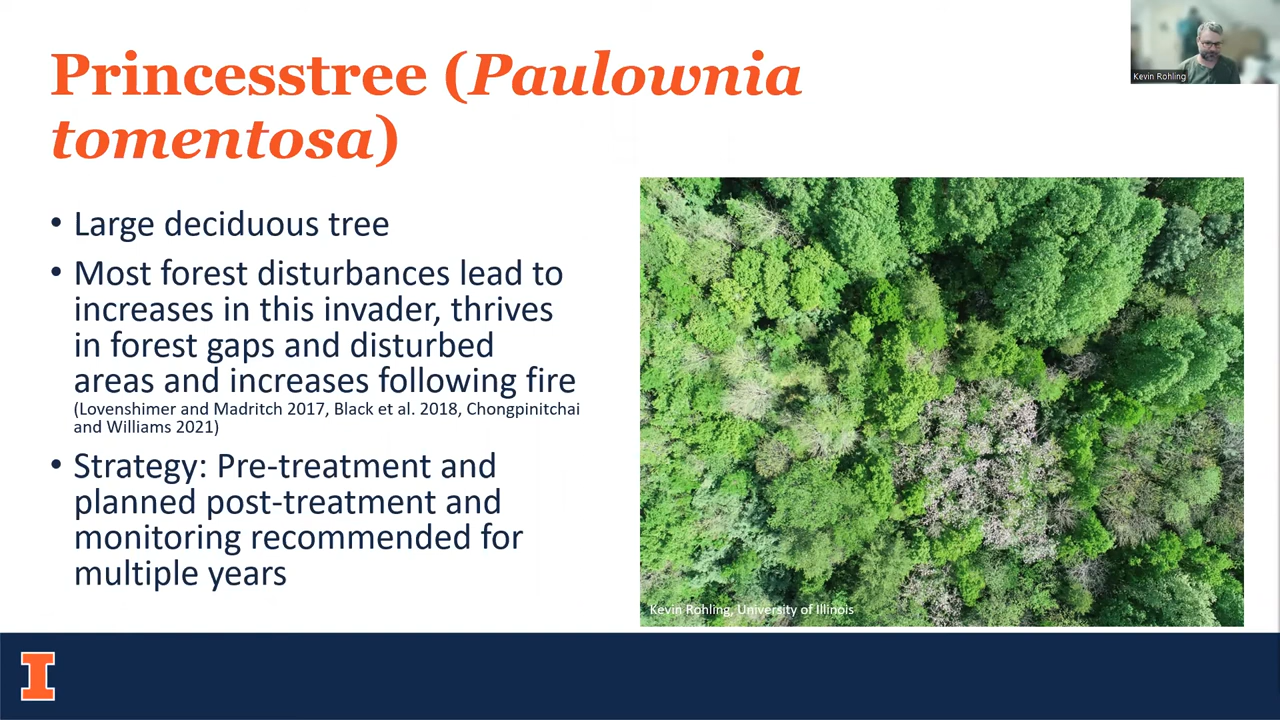 Princesstree (Paulownia
tomentosa)
Kevin Rohling
• Large deciduous tree
• Most forest disturbances lead to
increases in this invader, thrives
in forest gaps and disturbed
areas and increases following fire
(Lovenshimer and Madritch 2017, Black et al. 2018, Chongpinitchai
and Williams 2021)
• Strategy: Pre-treatment and
planned post-treatment and
monitoring recommended for
multiple years
Kevin Rohling, University of Illinois
I